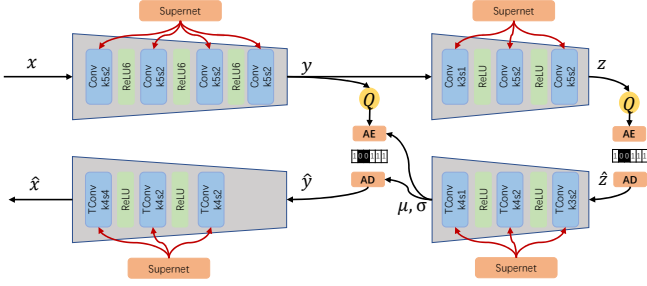 Supernet
Supernet
x
Conv k5s2
ReLU6
Conv k5s2
ReLU6
Conv k5s2
ReLU6
Conv k5s2
y
Conv k3s1
ReLU
Conv k5s2
ReLU
Conv k5s2
z
Q
Q
AE
AE
100111
100111
AD
AD
x̂
TConv k4s4
ReLU
TConv k4s2
ReLU
TConv k4s2
ŷ
μ, σ
TConv k4s1
ReLU
TConv k4s2
ReLU
TConv k3s2
ẑ
Supernet
Supernet